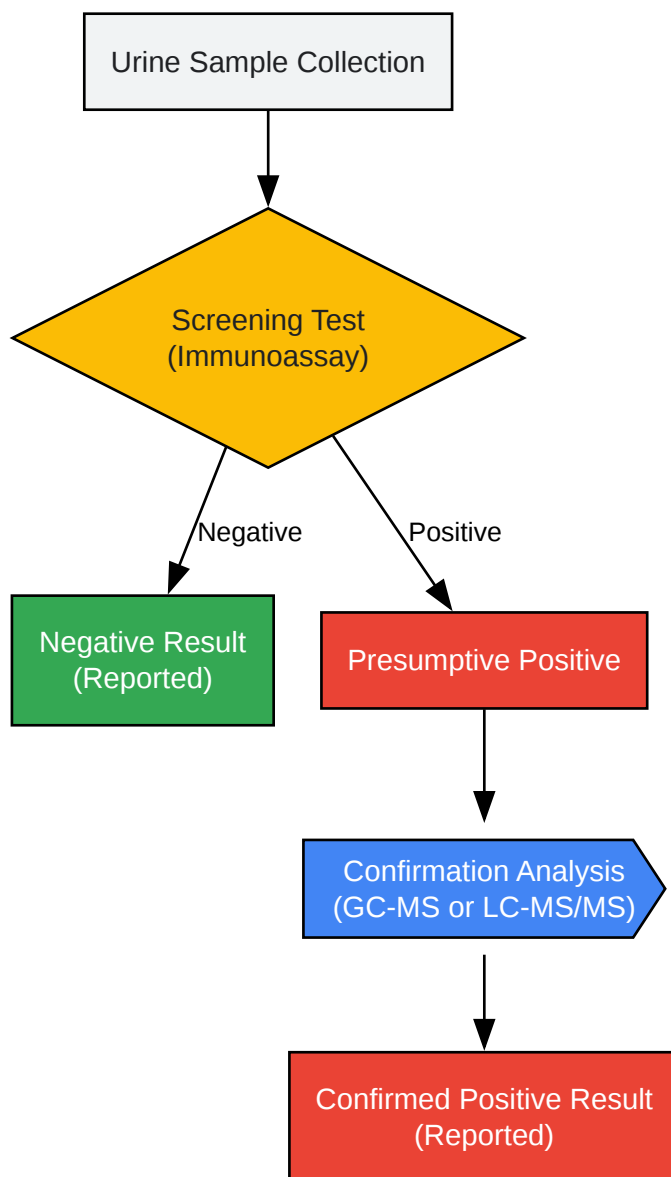 Urine Sample Collection
Screening Test
(Immunoassay)
Negative
Positive
Negative Result
(Reported)
Presumptive Positive
Confirmation Analysis
(GC-MS or LC-MS/MS)
Confirmed Positive Result
(Reported)